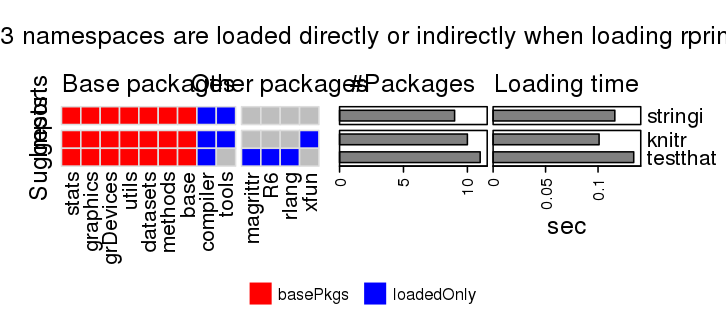 3 namespaces are loaded directly or indirectly when loading rprin
Base packages
Other packages
#Packages
Loading time
Imports
Suggests
stringi
knitr
testthat
stats
graphics
grDevices
utils
datasets
methods
base
compiler
tools
magrittr
R6
rlang
xfun
0
5
10
0
0.05
0.1
sec
basePkgs
loadedOnly